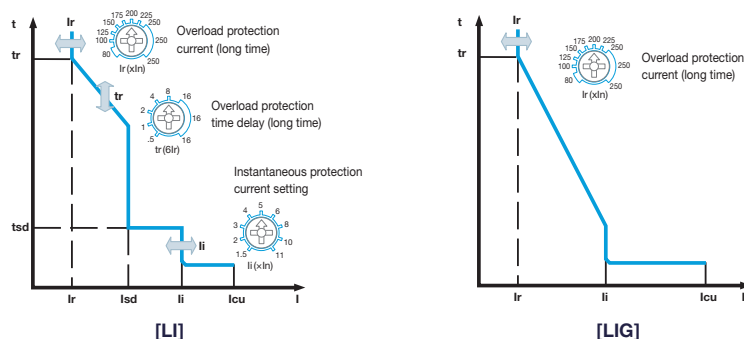 t
Ir
80
100
125
150
175
200
225
250
250
250
Ir(xIn)
Overload protection
current (long time)
tr
tr
.5
1
2
4
8
16
16
16
tr(6Ir)
Overload protection
time delay (long time)
Instantaneous protection
current setting
1.5
2
3
4
5
6
8
10
11
Ii(×In)
tsd
Ii
Ir
Isd
Ii
Icu
I
[LI]
t
Ir
80
100
125
150
175
200
225
250
250
250
Ir(xIn)
Overload protection
current (long time)
tr
Ir
Ii
Icu
I
[LIG]